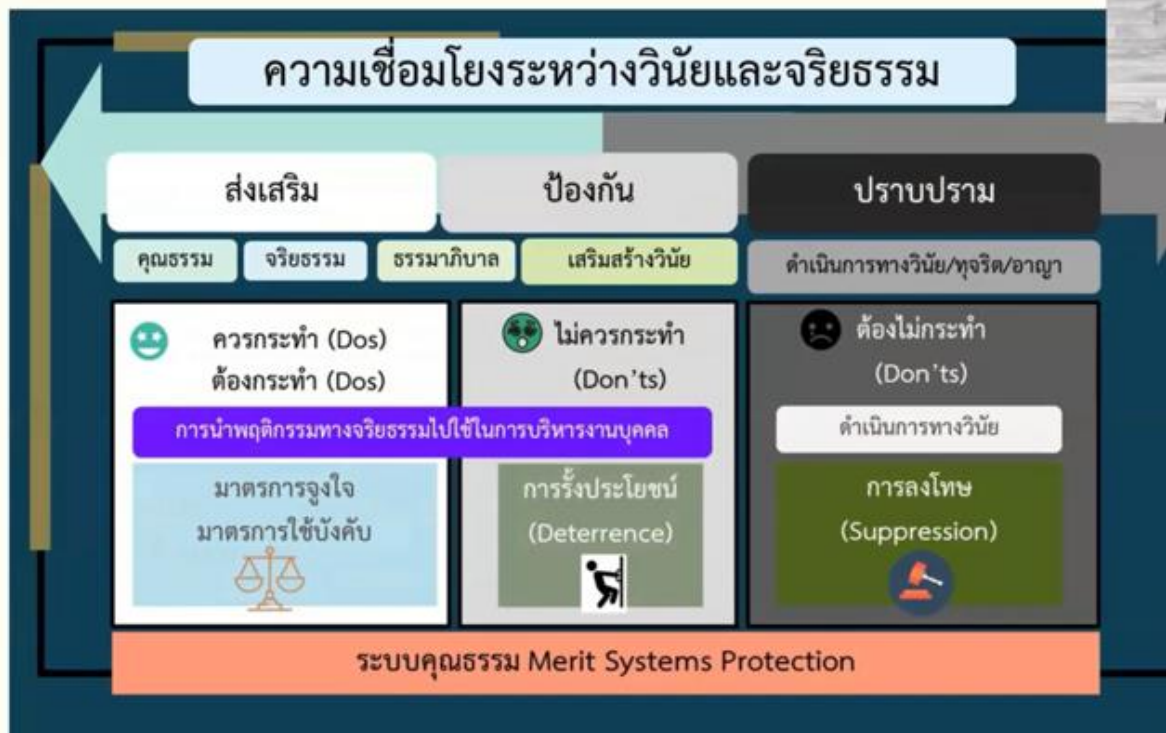 ความเชื่อมโยงระหว่างวินัยและจริยธรรม
ส่งเสริม
ป้องกัน
ปราบปราม
คุณธรรม
จริยธรรม
ธรรมาภิบาล
เสริมสร้างวินัย
ดำเนินการทางวินัย/ทุจริต/อาญา
ควรกระทำ (Dos)
ต้องกระทำ (Dos)
ไม่ควรกระทำ
(Don'ts)
ต้องไม่กระทำ
(Don'ts)
การนำพฤติกรรมทางจริยธรรมไปใช้ในการบริหารงานบุคคล
ดำเนินการทางวินัย
มาตรการจูงใจ
มาตรการใช้บังคับ
การรั้งประโยชน์
(Deterrence)
การลงโทษ
(Suppression)
ระบบคุณธรรม Merit Systems Protection